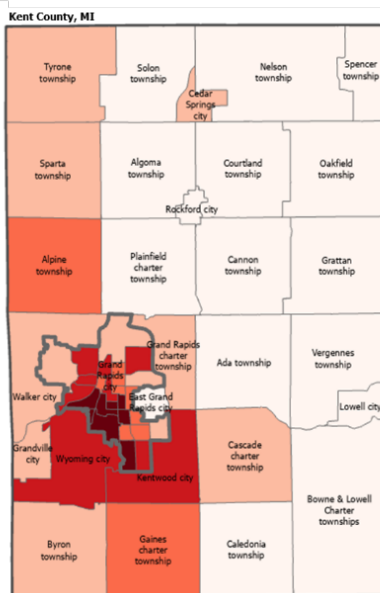 Kent County, MI
Tyrone
township
Solon
township
Nelson
township
Spencer
township
Cedar
Springs
city
Sparta
township
Algoma
township
Courtland
township
Oakfield
township
Rockford city
Alpine
township
Plainfield
charter
township
Cannon
township
Grattan
township
Grand Rapids
charter
township
Grand
Rapids
city
Ada township
Vergennes
township
Walker city
East Grand
Rapids city
Lowell city
Grandville
city
Wyoming city
Kentwood city
Cascade
charter
township
Bowne & Lowell
Charter
townships
Byron
township
Gaines
charter
township
Caledonia
township